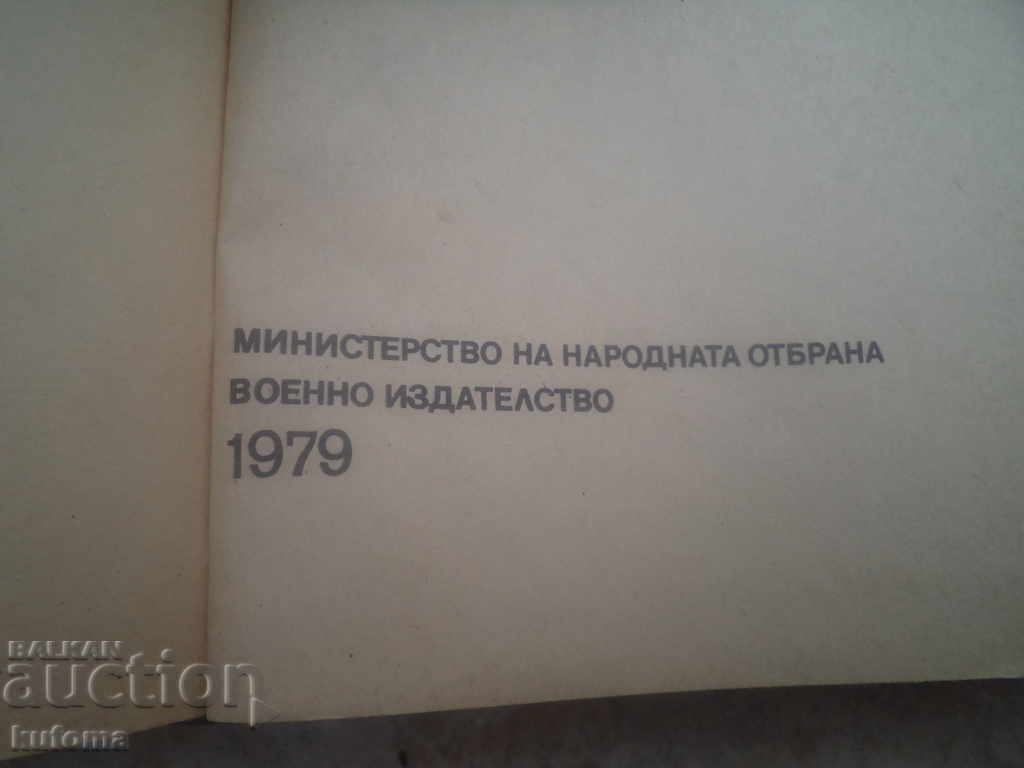 МИНИСТЕРСТВО НА НАРОДНАТА ОТБРАНА
ВОЕННО ИЗДАТЕЛСТВО
1979
BALKAN
auction
kufoma